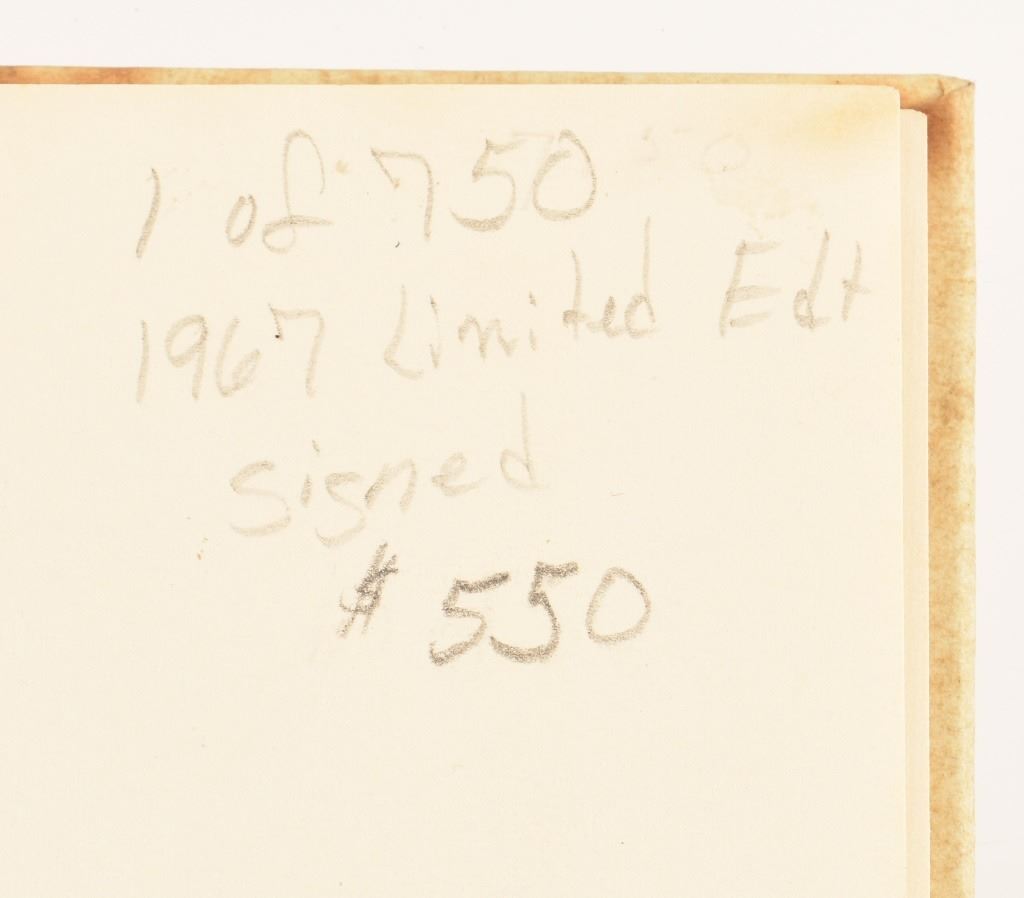 1 of 750
1967 Limited Edt
signed
$ 550